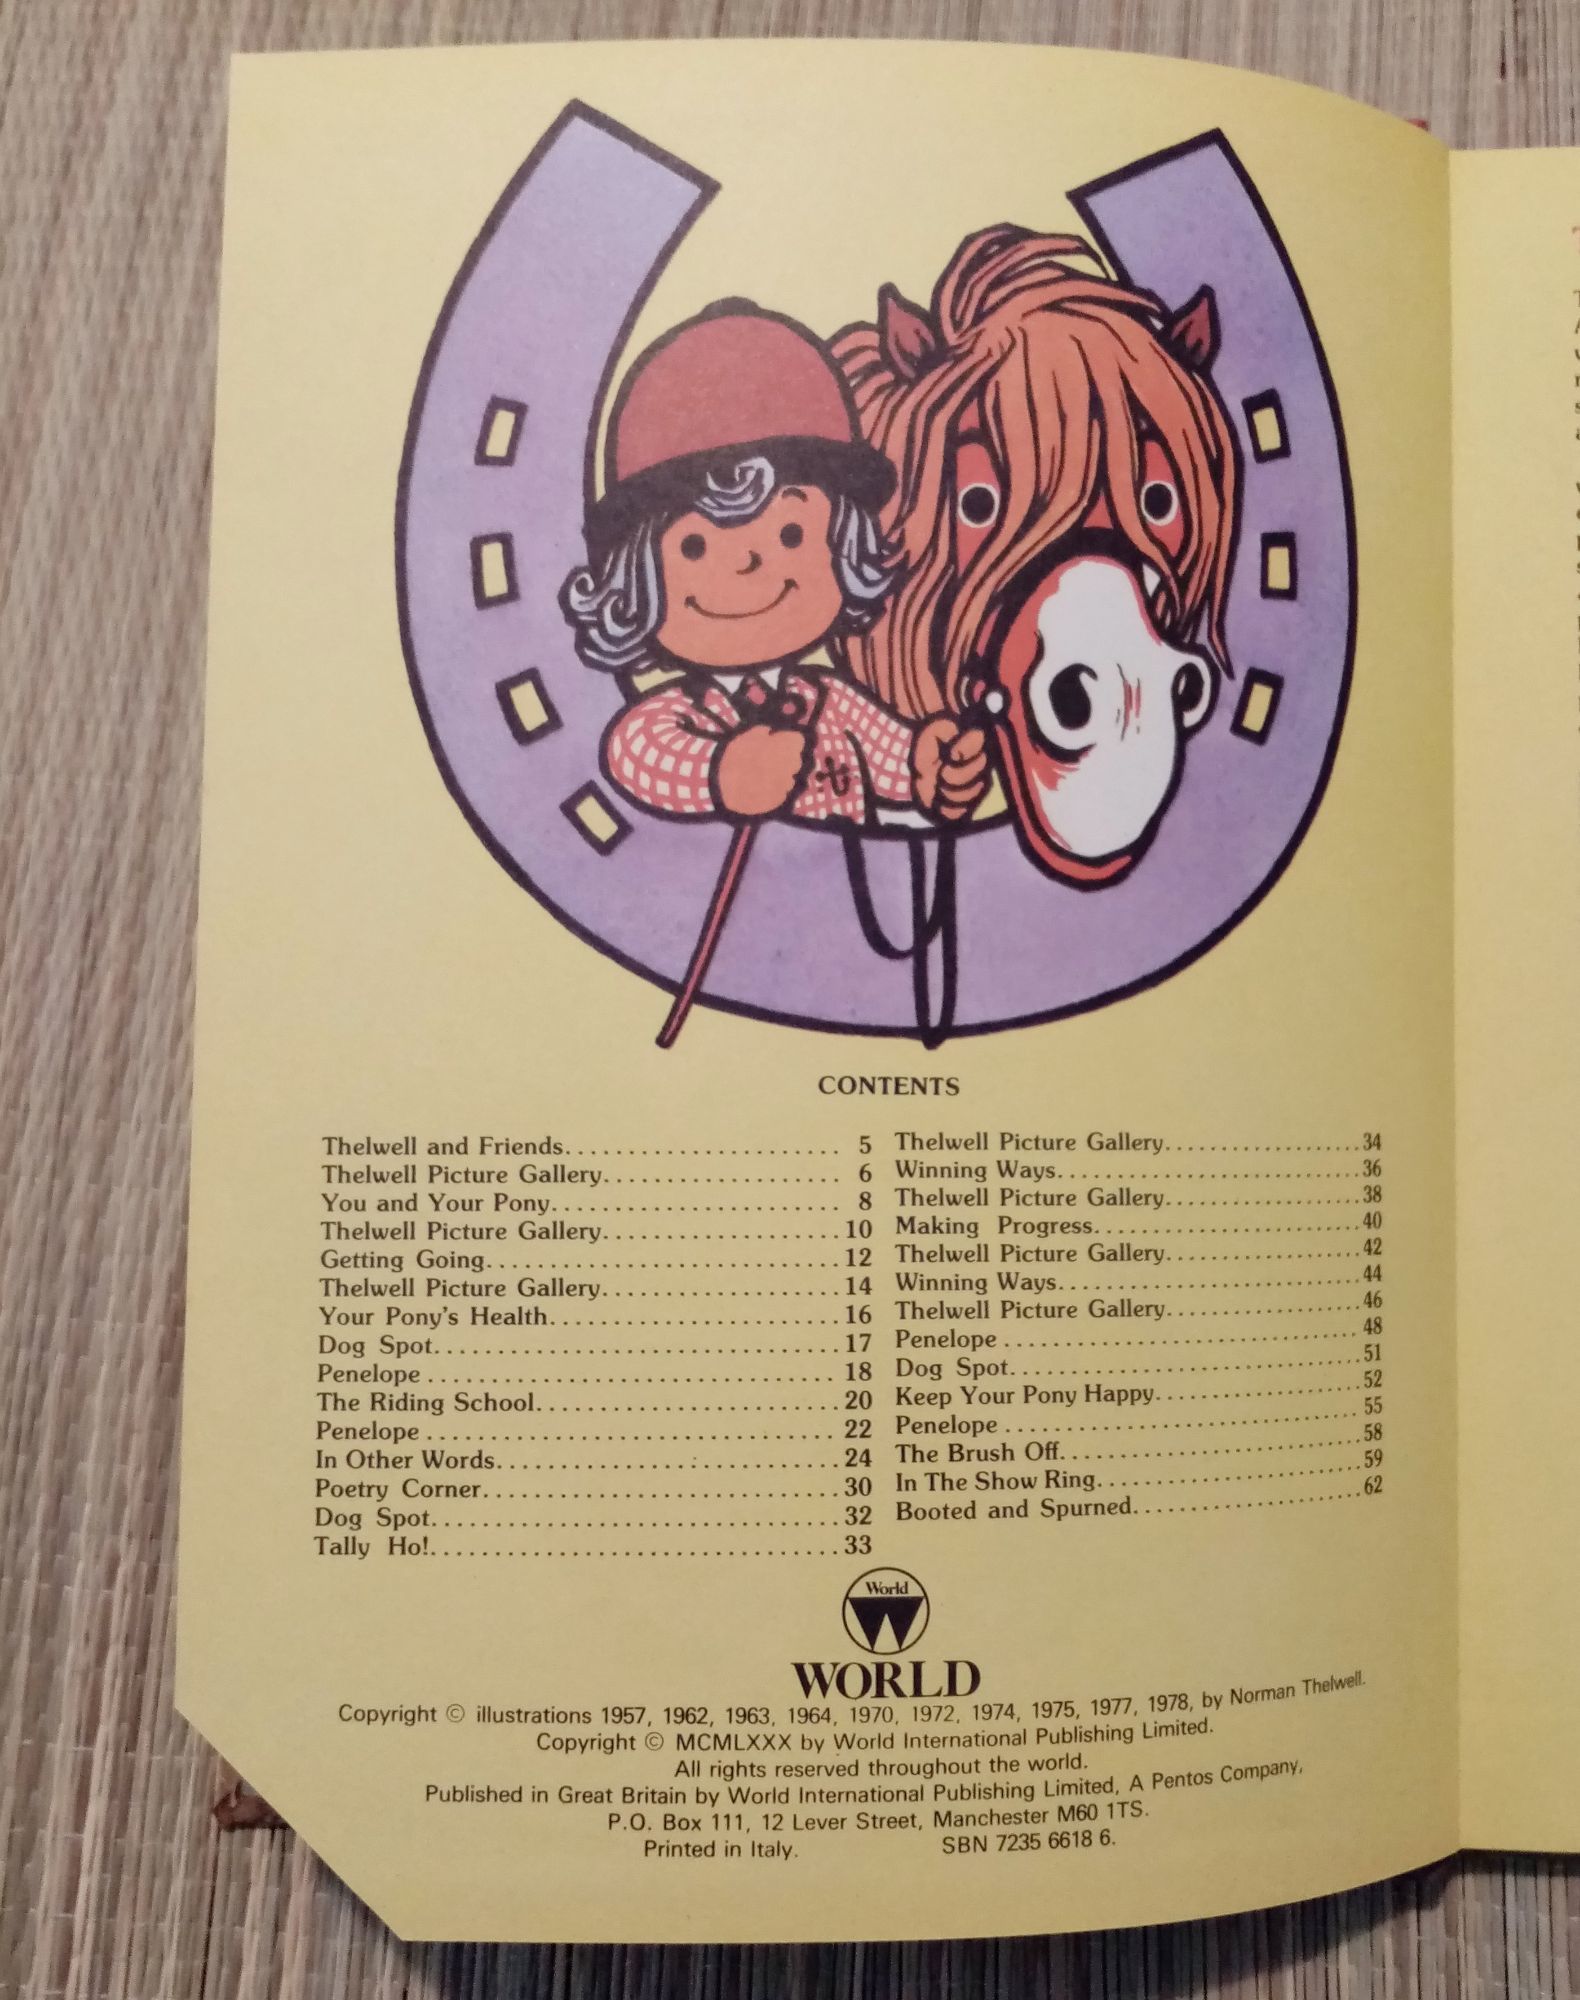 CONTENTS
Thelwell and Friends........................ 5
Thelwell Picture Gallery.................... 6
You and Your Pony........................ 8
Thelwell Picture Gallery....................10
Getting Going..............................12
Thelwell Picture Gallery....................14
Your Pony's Health........................16
Dog Spot..................................17
Penelope ..................................18
The Riding School..........................20
Penelope ..................................22
In Other Words............................24
Poetry Corner..............................30
Dog Spot..................................32
Tally Ho!..................................33
Thelwell Picture Gallery....................34
Winning Ways..............................36
Thelwell Picture Gallery....................38
Making Progress............................40
Thelwell Picture Gallery....................42
Winning Ways..............................44
Thelwell Picture Gallery....................46
Penelope ..................................48
Dog Spot..................................51
Keep Your Pony Happy....................52
Penelope ..................................55
The Brush Off..............................58
In The Show Ring..........................59
Booted and Spurned........................62
World
WORLD
Copyright © illustrations 1957, 1962, 1963, 1964, 1970, 1972, 1974, 1975, 1977, 1978, by Norman Thelwell.
Copyright © MCMLXXX by World International Publishing Limited.
All rights reserved throughout the world.
Published in Great Britain by World International Publishing Limited, A Pentos Company,
P.O. Box 111, 12 Lever Street, Manchester M60 1TS.
Printed in Italy. SBN 7235 6618 6.